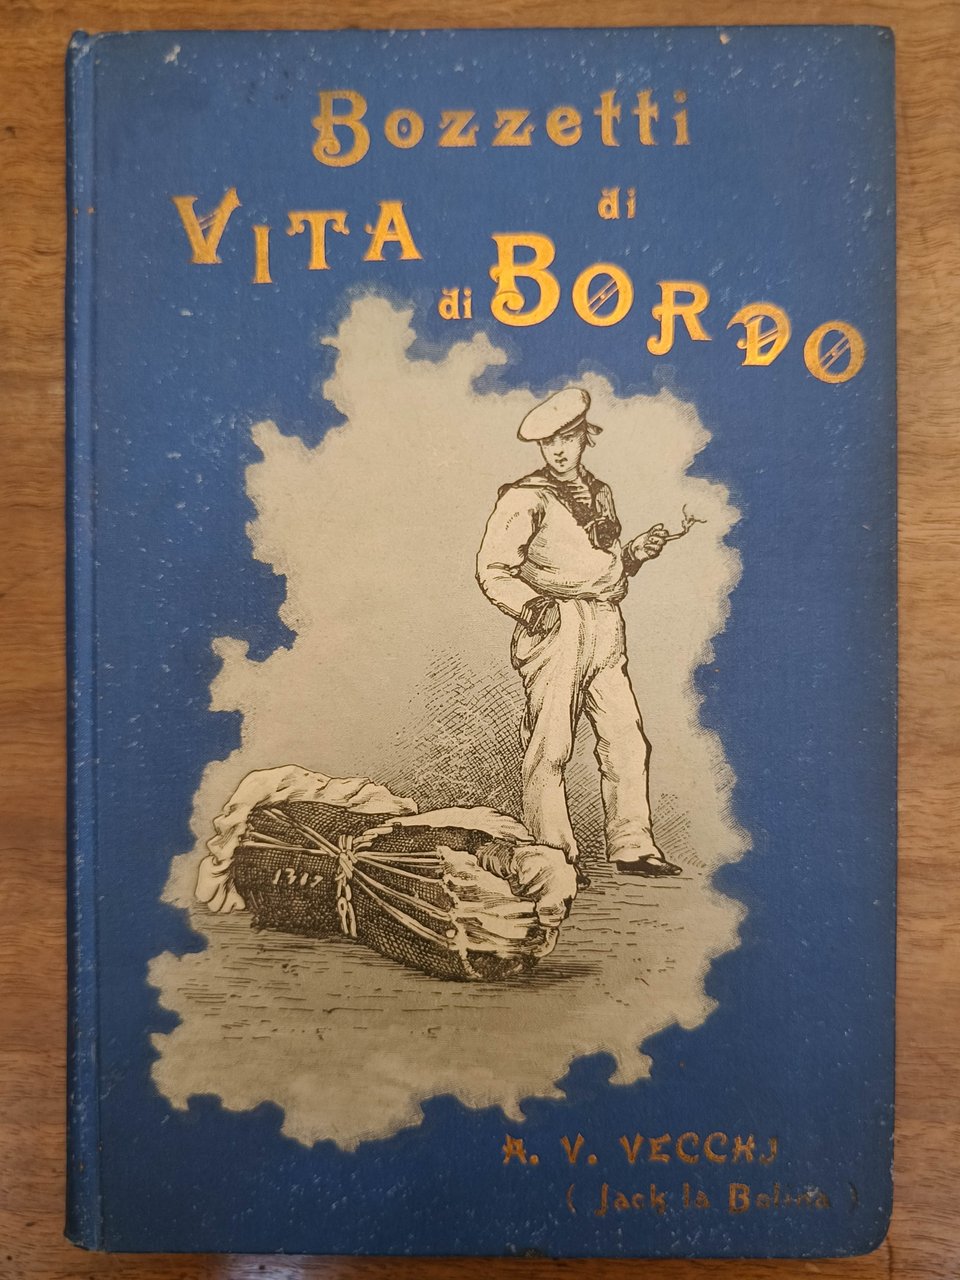 Bozzetti
di
VITA
di BORDO
1317
A. V. VECCHJ
( Jack la Bolina )